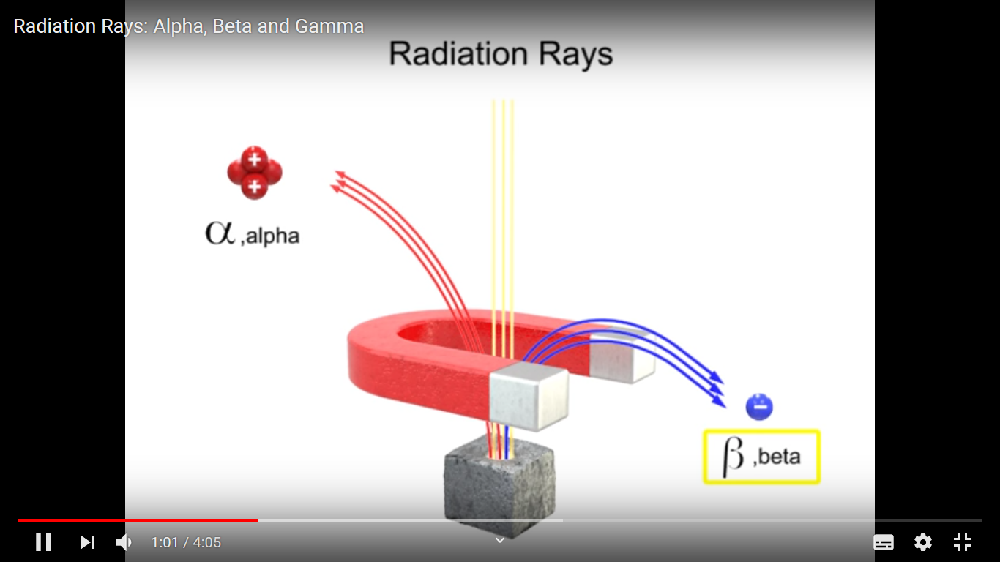 Radiation Rays: Alpha, Beta and Gamma
Radiation Rays
+
+
α ,alpha
−
β ,beta
1:01 / 4:05